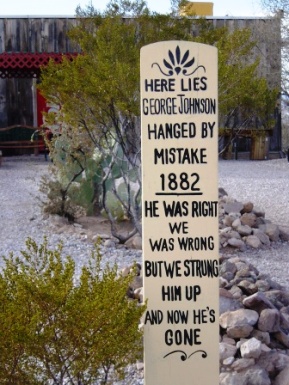 HERE LIES
GEORGE JOHNSON
HANGED BY
MISTAKE
1882
HE WAS RIGHT
WE
WAS WRONG
BUT WE STRUNG
HIM UP
AND NOW HE'S
GONE